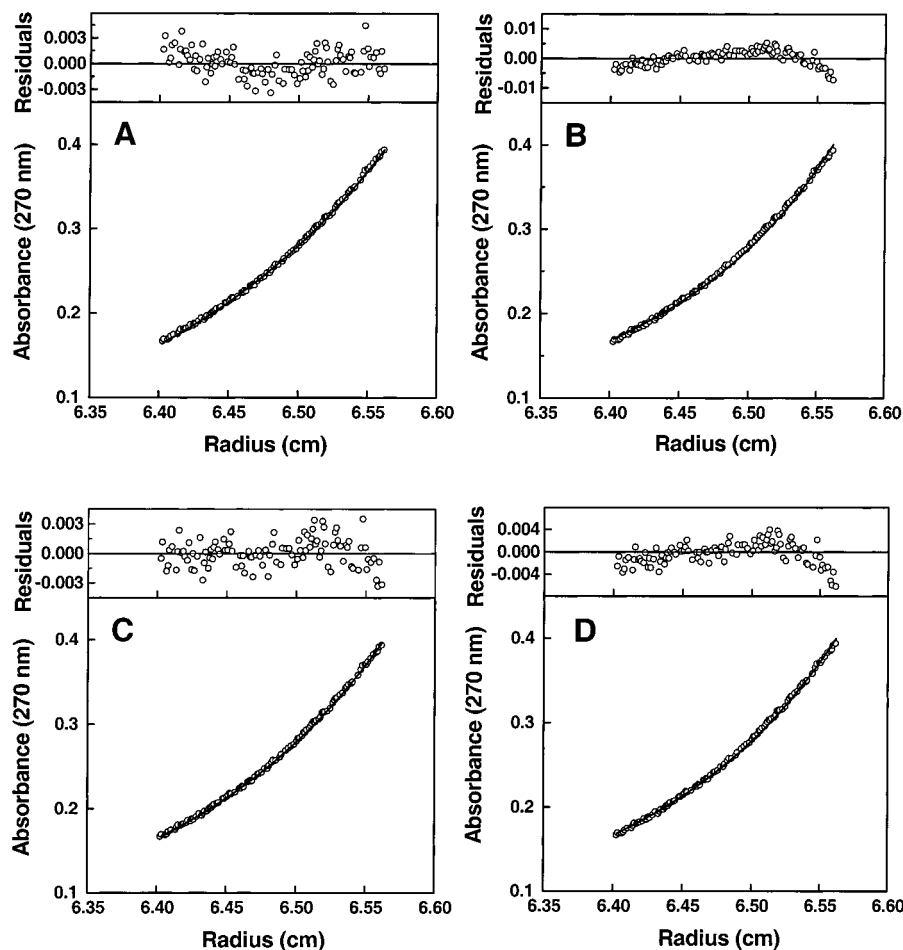 Residuals
0.003
0.000
-0.003
A
Absorbance (270 nm)
0.4
0.3
0.2
0.1
6.35 6.40 6.45 6.50 6.55 6.60
Radius (cm)
Residuals
0.01
0.00
-0.01
B
Absorbance (270 nm)
0.4
0.3
0.2
0.1
6.35 6.40 6.45 6.50 6.55 6.60
Radius (cm)
Residuals
0.003
0.000
-0.003
C
Absorbance (270 nm)
0.4
0.3
0.2
0.1
6.35 6.40 6.45 6.50 6.55 6.60
Radius (cm)
Residuals
0.004
0.000
-0.004
D
Absorbance (270 nm)
0.4
0.3
0.2
0.1
6.35 6.40 6.45 6.50 6.55 6.60
Radius (cm)